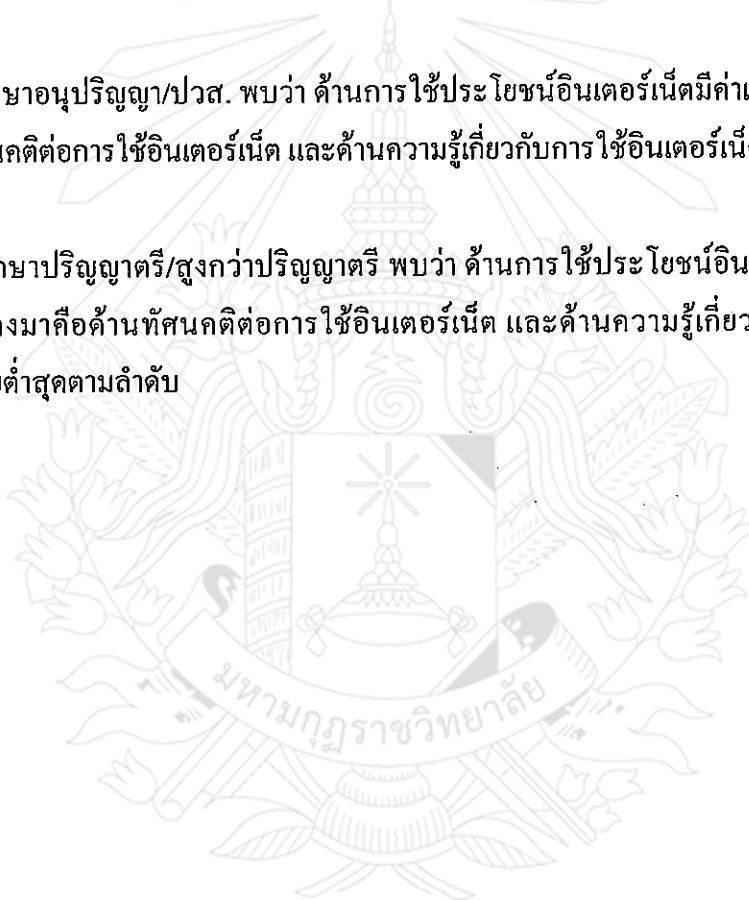 ษาอนุปริญญา/ปวส. พบว่า ด้านการใช้ประโยชน์อินเตอร์เน็ตมีค่าเ
นคติต่อการใช้อินเตอร์เน็ต และด้านความรู้เกี่ยวกับการใช้อินเตอร์เน็
าษาปริญญาตรี/สูงกว่าปริญญาตรี พบว่า ด้านการใช้ประโยชน์อิน
งมาคือด้านทัศนคติต่อการใช้อินเตอร์เน็ต และด้านความรู้เกี่ยว
ต่ำสุดตามลำดับ
มหามกุฏราชวิทยาลัย